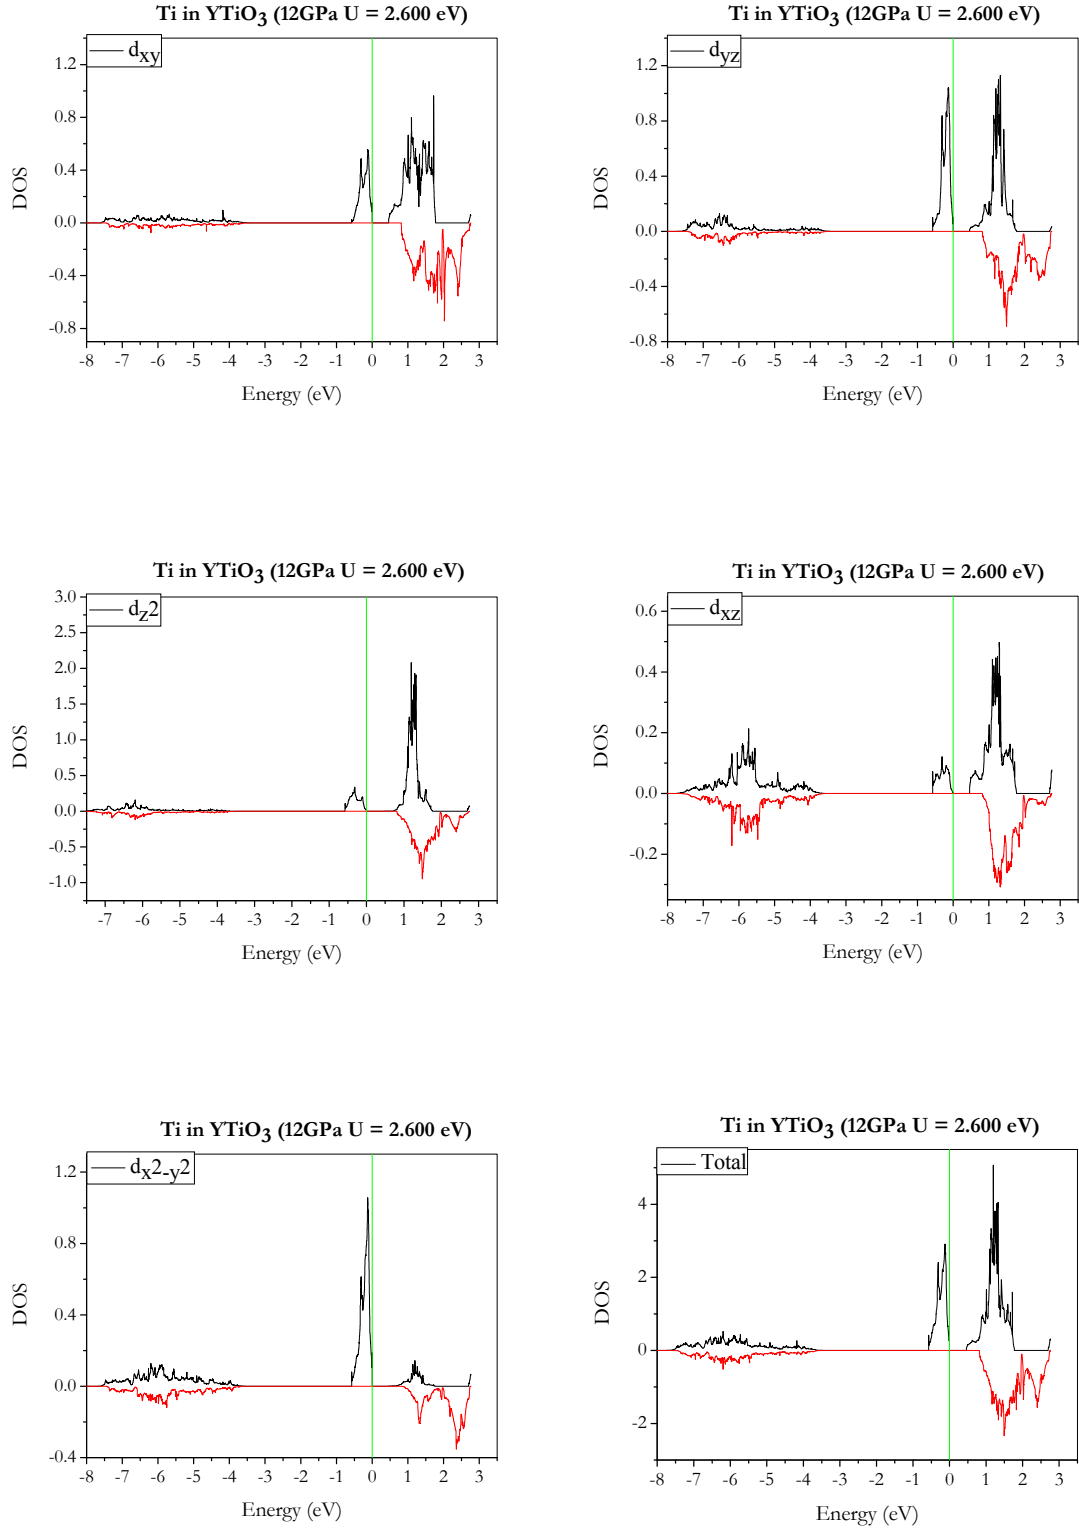 Ti in YTiO3 (12GPa U = 2.600 eV)
dxy
1.2
0.8
0.4
0.0
-0.4
-0.8
DOS
-8 -7 -6 -5 -4 -3 -2 -1 0 1 2 3
Energy (eV)
Ti in YTiO3 (12GPa U = 2.600 eV)
dyz
1.2
0.8
0.4
0.0
-0.4
-0.8
DOS
-8 -7 -6 -5 -4 -3 -2 -1 0 1 2 3
Energy (eV)
Ti in YTiO3 (12GPa U = 2.600 eV)
dz2
3.0
2.5
2.0
1.5
1.0
0.5
0.0
-0.5
-1.0
DOS
-7 -6 -5 -4 -3 -2 -1 0 1 2 3
Energy (eV)
Ti in YTiO3 (12GPa U = 2.600 eV)
dxz
0.6
0.4
0.2
0.0
-0.2
DOS
-8 -7 -6 -5 -4 -3 -2 -1 0 1 2 3
Energy (eV)
Ti in YTiO3 (12GPa U = 2.600 eV)
dx2-y2
1.2
0.8
0.4
0.0
-0.4
DOS
-8 -7 -6 -5 -4 -3 -2 -1 0 1 2 3
Energy (eV)
Ti in YTiO3 (12GPa U = 2.600 eV)
Total
4
2
0
-2
DOS
-8 -7 -6 -5 -4 -3 -2 -1 0 1 2 3
Energy (eV)